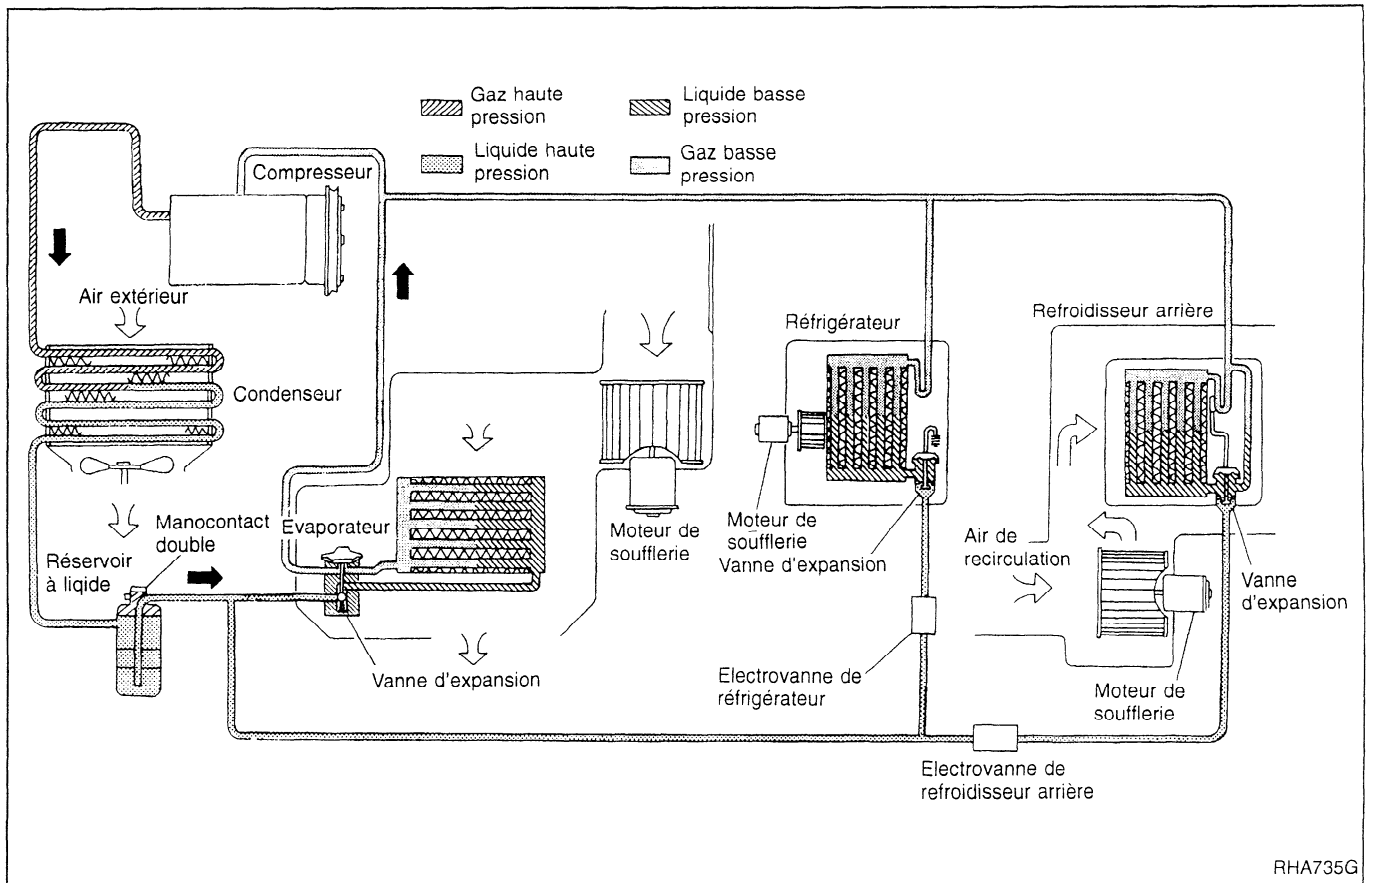 Gaz haute
pression
Liquide basse
pression
Liquide haute
pression
Gaz basse
pression
Compresseur
Air extérieur
Condenseur
Manocontact
double
Réservoir
à liqide
Evaporateur
Vanne d'expansion
Moteur de
soufflerie
Réfrigérateur
Moteur de
soufflerie
Vanne d'expansion
Electrovanne de
réfrigérateur
Refroidisseur arrière
Air de
recirculation
Vanne
d'expansion
Moteur de
soufflerie
Electrovanne de
refroidisseur arrière
RHA735G